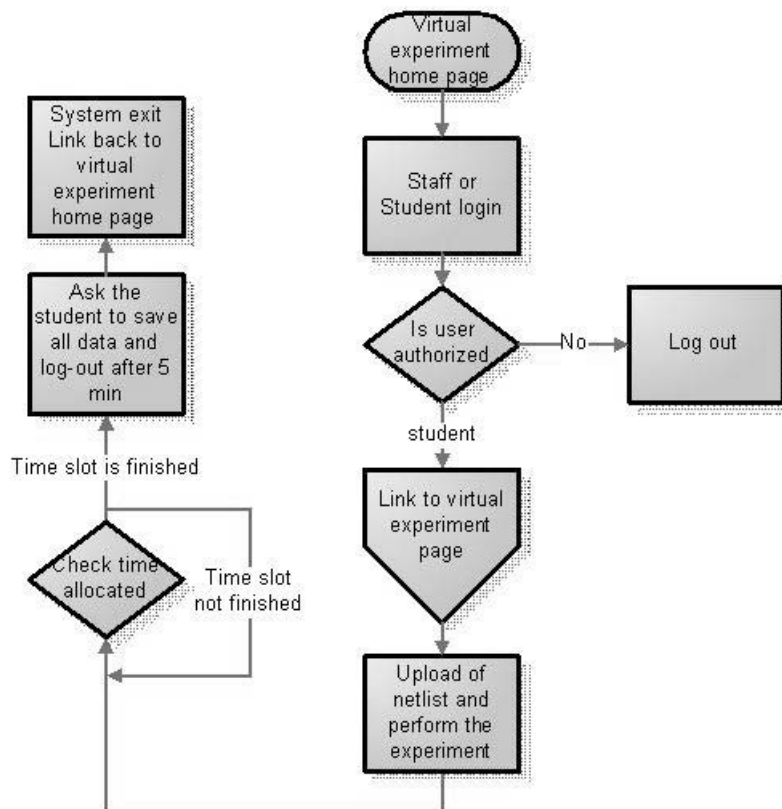 Virtual
experiment
home page
Staff or
Student login
Is user
authorized
No
Log out
student
Link to virtual
experiment
page
Upload of
netlist and
perform the
experiment
Check time
allocated
Time slot
not finished
Time slot is finished
Ask the
student to save
all data and
log-out after 5
min
System exit
Link back to
virtual
experiment
home page